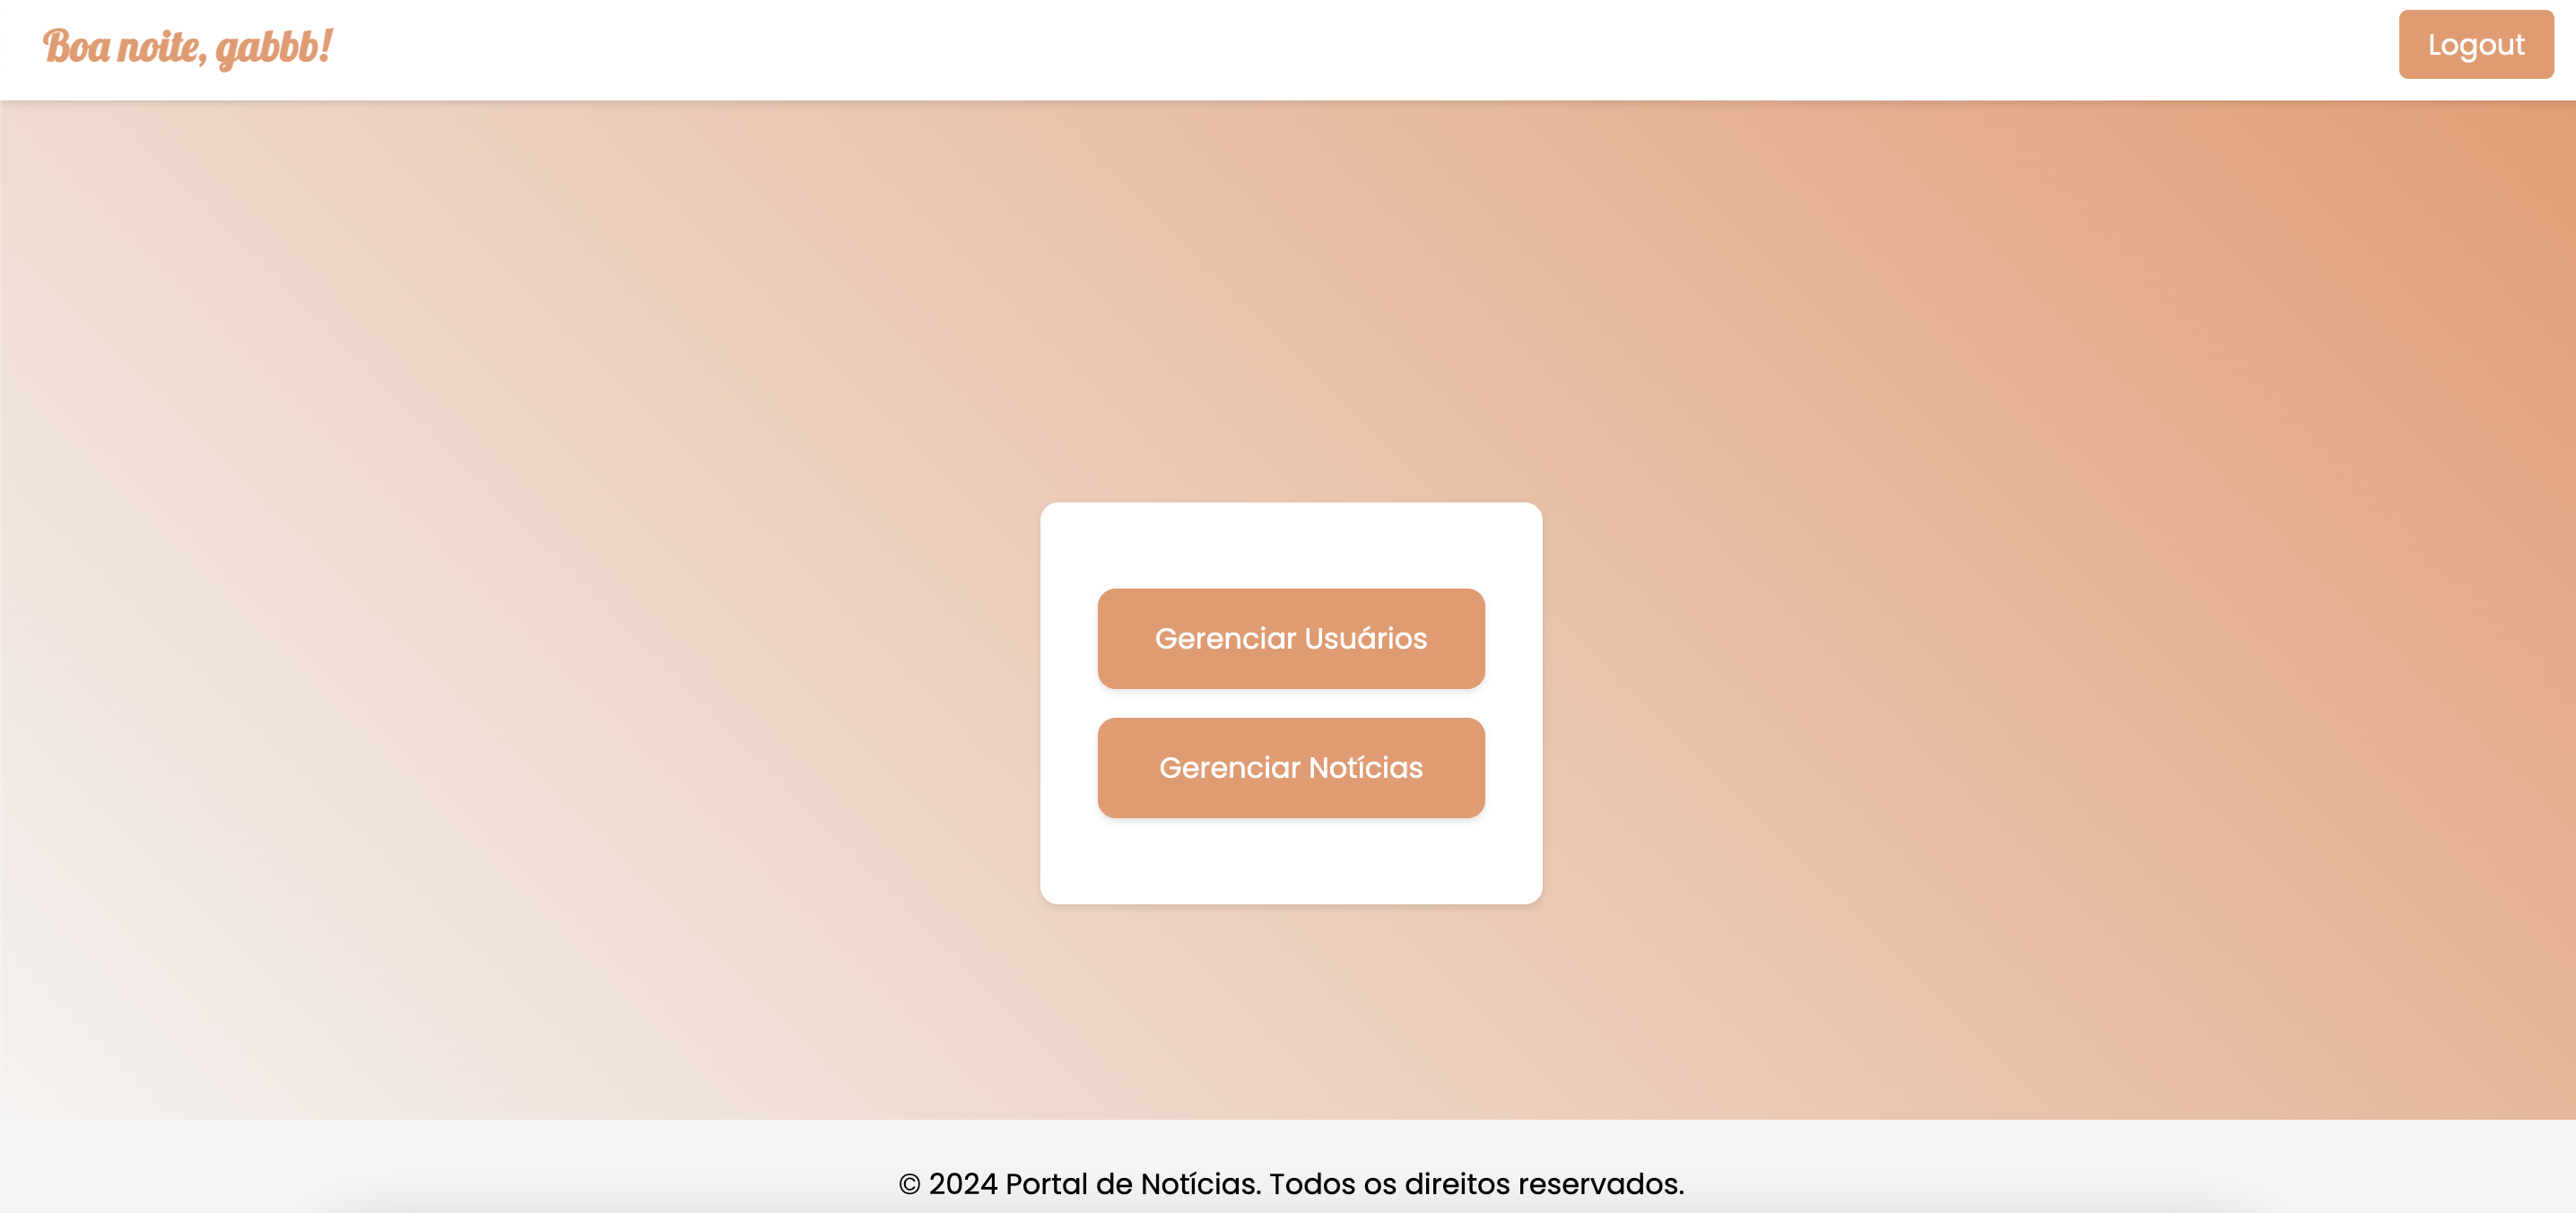 Boa noite, gabbb!
Logout
Gerenciar Usuários
Gerenciar Notícias
© 2024 Portal de Notícias. Todos os direitos reservados.